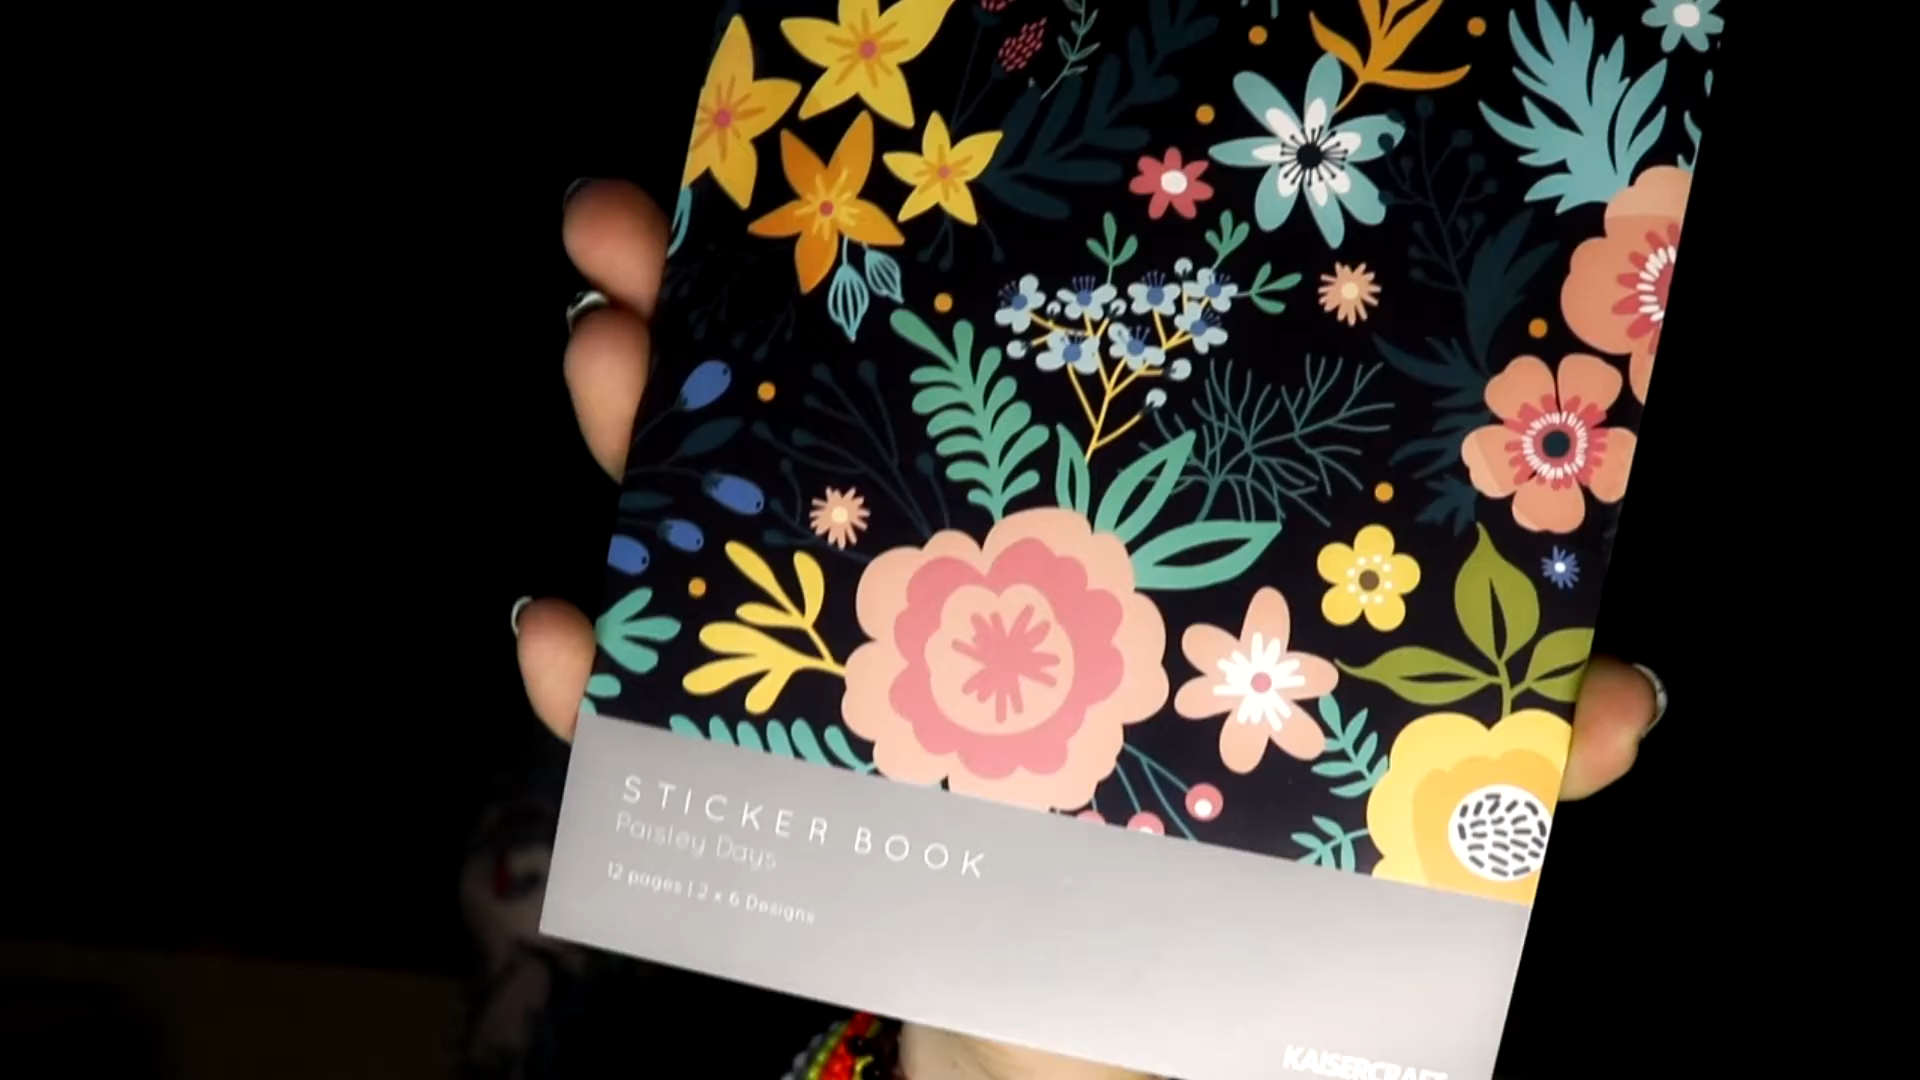 STICKER BOOK
Paisley Days
12 pages | 2 x 6 Designs
KAISERCRAFT